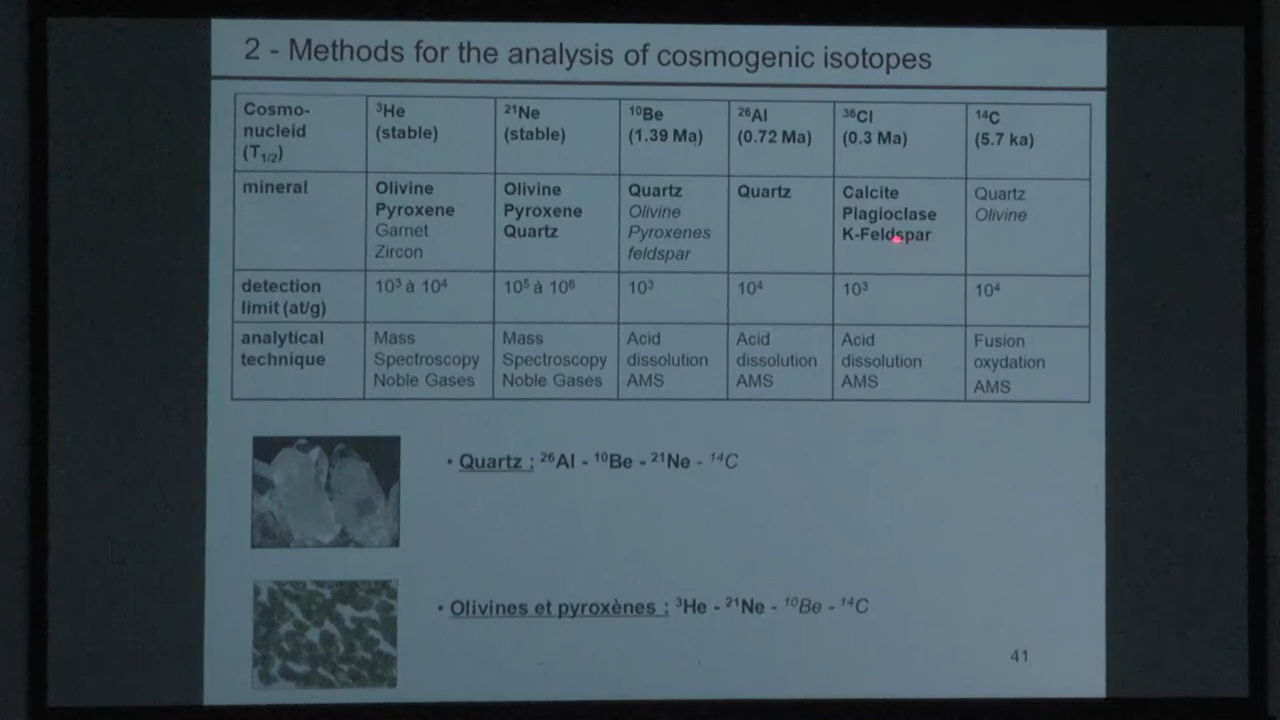 2 - Methods for the analysis of cosmogenic isotopes
Cosmo-
nucleid
(T1/2)
³He
(stable)
²¹Ne
(stable)
¹⁰Be
(1.39 Ma)
²⁶Al
(0.72 Ma)
³⁶Cl
(0.3 Ma)
¹⁴C
(5.7 ka)
mineral
Olivine
Pyroxene
Garnet
Zircon
Olivine
Pyroxene
Quartz
Quartz
Olivine
Pyroxenes
feldspar
Quartz
Calcite
Plagioclase
K-Feldspar
Quartz
Olivine
detection
limit (at/g)
10³ à 10⁴
10⁵ à 10⁶
10³
10⁴
10³
10⁴
analytical
technique
Mass
Spectroscopy
Noble Gases
Mass
Spectroscopy
Noble Gases
Acid
dissolution
AMS
Acid
dissolution
AMS
Acid
dissolution
AMS
Fusion
oxydation
AMS
• Quartz : ²⁶Al - ¹⁰Be - ²¹Ne - ¹⁴C
• Olivines et pyroxènes : ³He - ²¹Ne - ¹⁰Be - ¹⁴C
41